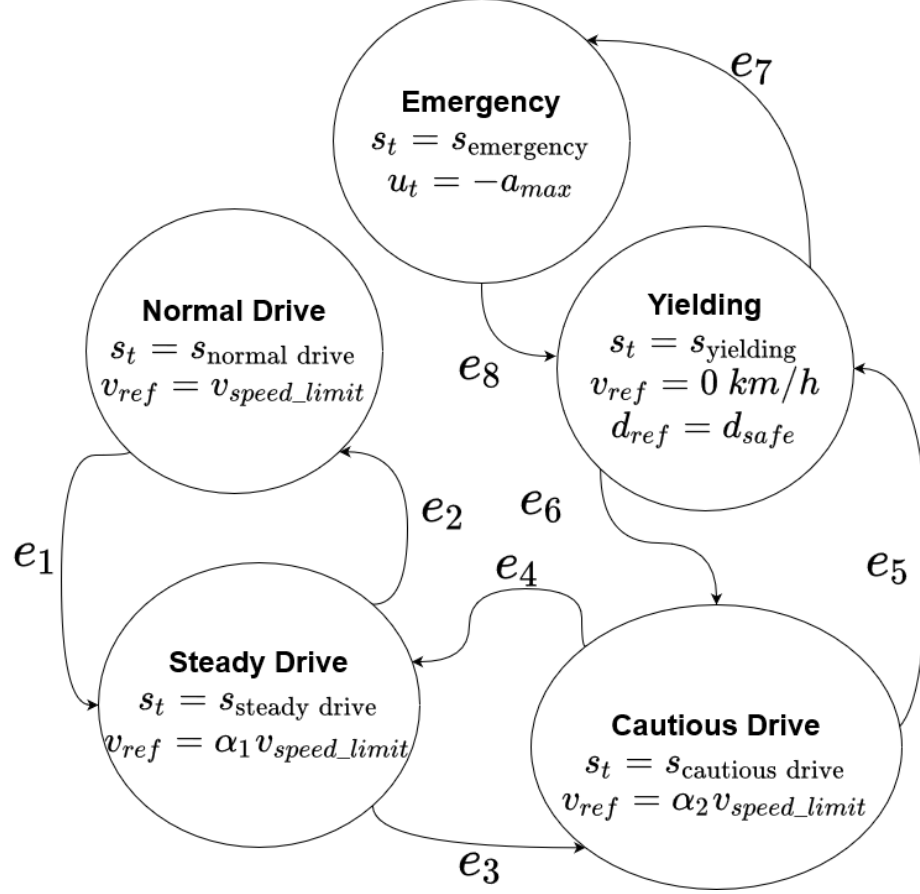 Emergency
s_t = s_emergency
u_t = −a_max
e_7
Normal Drive
s_t = s_normal drive
v_ref = v_speed_limit
Yielding
s_t = s_yielding
v_ref = 0 km/h
d_ref = d_safe
e_8
e_1
e_2
e_6
e_4
e_5
Steady Drive
s_t = s_steady drive
v_ref = α_1 v_speed_limit
Cautious Drive
s_t = s_cautious drive
v_ref = α_2 v_speed_limit
e_3